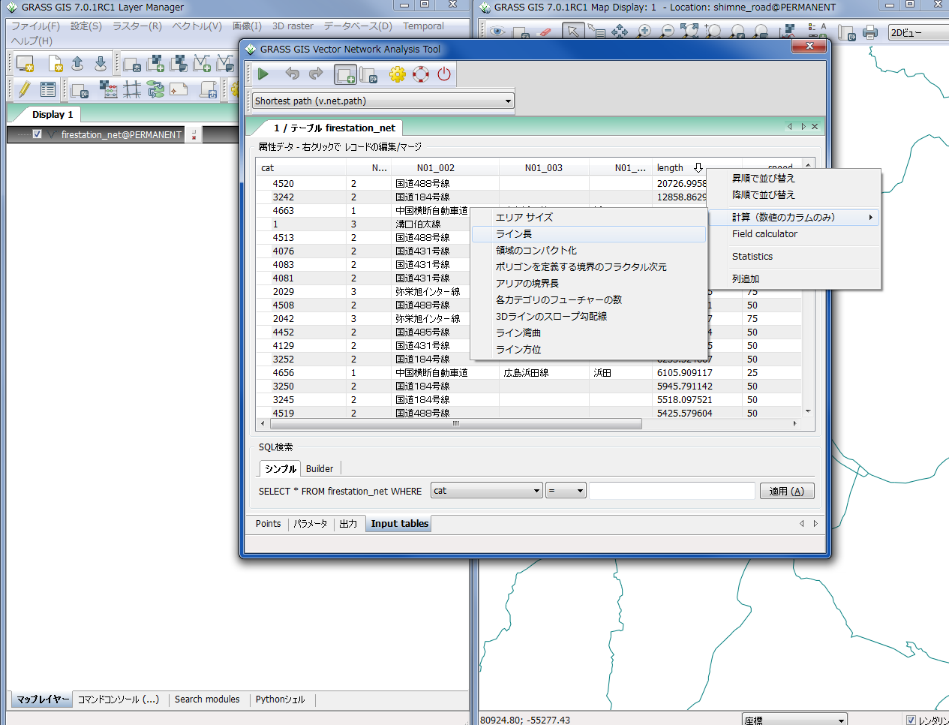 GRASS GIS 7.0.1RC1 Layer Manager
ファイル(F) 設定(S) ラスター(R) ベクトル(V) 画像(I) 3D raster データベース(D) Temporal
ヘルプ(H)
Display 1
firestation_net@PERMANENT
マップレイヤー コマンドコンソール (...) Search modules Pythonシェル
GRASS GIS 7.0.1RC1 Map Display: 1 - Location: shimne_road@PERMANENT
2Dビュー
GRASS GIS Vector Network Analysis Tool
Shortest path (v.net.path)
1 / テーブル firestation_net
属性データ - 右クリックで レコードの編集/マージ
cat N... N01_002 N01_003 N01_... length speed
4520 2 国道488号線 20726.9958
3242 2 国道184号線 12858.8629
4663 1 中国横断自動車道
1 3 溝口伯太線
4513 2 国道488号線
4076 2 国道431号線
4083 2 国道431号線
4081 2 国道431号線
2029 3 弥栄旭インター線 75
4508 2 国道488号線 50
2042 3 弥栄旭インター線 75
4452 2 国道485号線 50
4129 2 国道431号線 50
3252 2 国道184号線 50
4656 1 中国横断自動車道 広島浜田線 浜田 6105.909117 25
3250 2 国道184号線 5945.791142 50
3245 2 国道184号線 5518.097521 50
4519 2 国道488号線 5425.579604 50
昇順で並び替え
降順で並び替え
計算（数値のカラムのみ）
Field calculator
Statistics
列追加
エリア サイズ
ライン長
領域のコンパクト化
ポリゴンを定義する境界のフラクタル次元
アリアの境界長
各カテゴリのフューチャーの数
3Dラインのスロープ勾配線
ライン湾曲
ライン方位
SQL検索
シンプル Builder
SELECT * FROM firestation_net WHERE cat = 適用 (A)
Points パラメータ 出力 Input tables
80924.80; -55277.43 座標 レンダリン